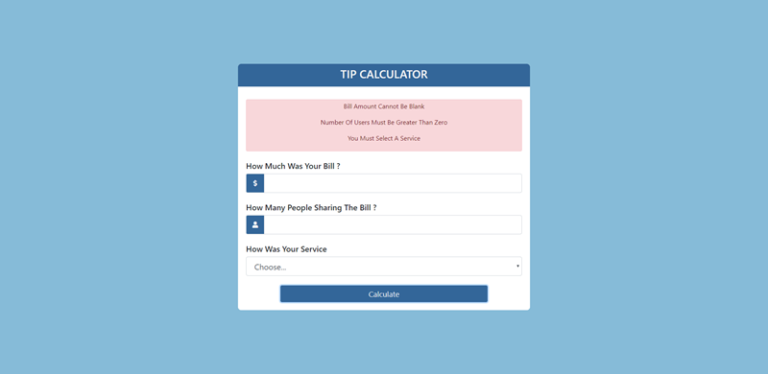 TIP CALCULATOR
Bill Amount Cannot Be Blank
Number Of Users Must Be Greater Than Zero
You Must Select A Service
How Much Was Your Bill ?
$
How Many People Sharing The Bill ?
How Was Your Service
Choose...
Calculate